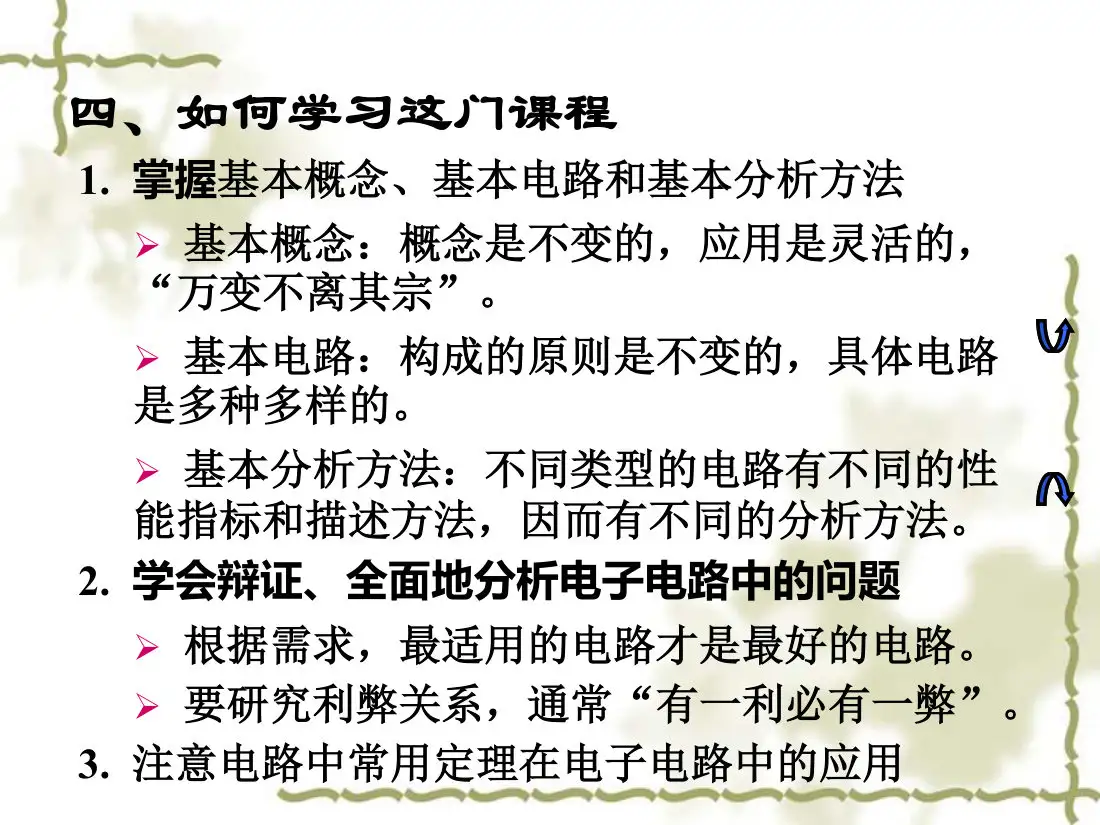 四、如何学习这门课程
1. 掌握基本概念、基本电路和基本分析方法
➢ 基本概念：概念是不变的，应用是灵活的，
“万变不离其宗”。
➢ 基本电路：构成的原则是不变的，具体电路
是多种多样的。
➢ 基本分析方法：不同类型的电路有不同的性
能指标和描述方法，因而有不同的分析方法。
2. 学会辩证、全面地分析电子电路中的问题
➢ 根据需求，最适用的电路才是最好的电路。
➢ 要研究利弊关系，通常“有一利必有一弊”。
3. 注意电路中常用定理在电子电路中的应用